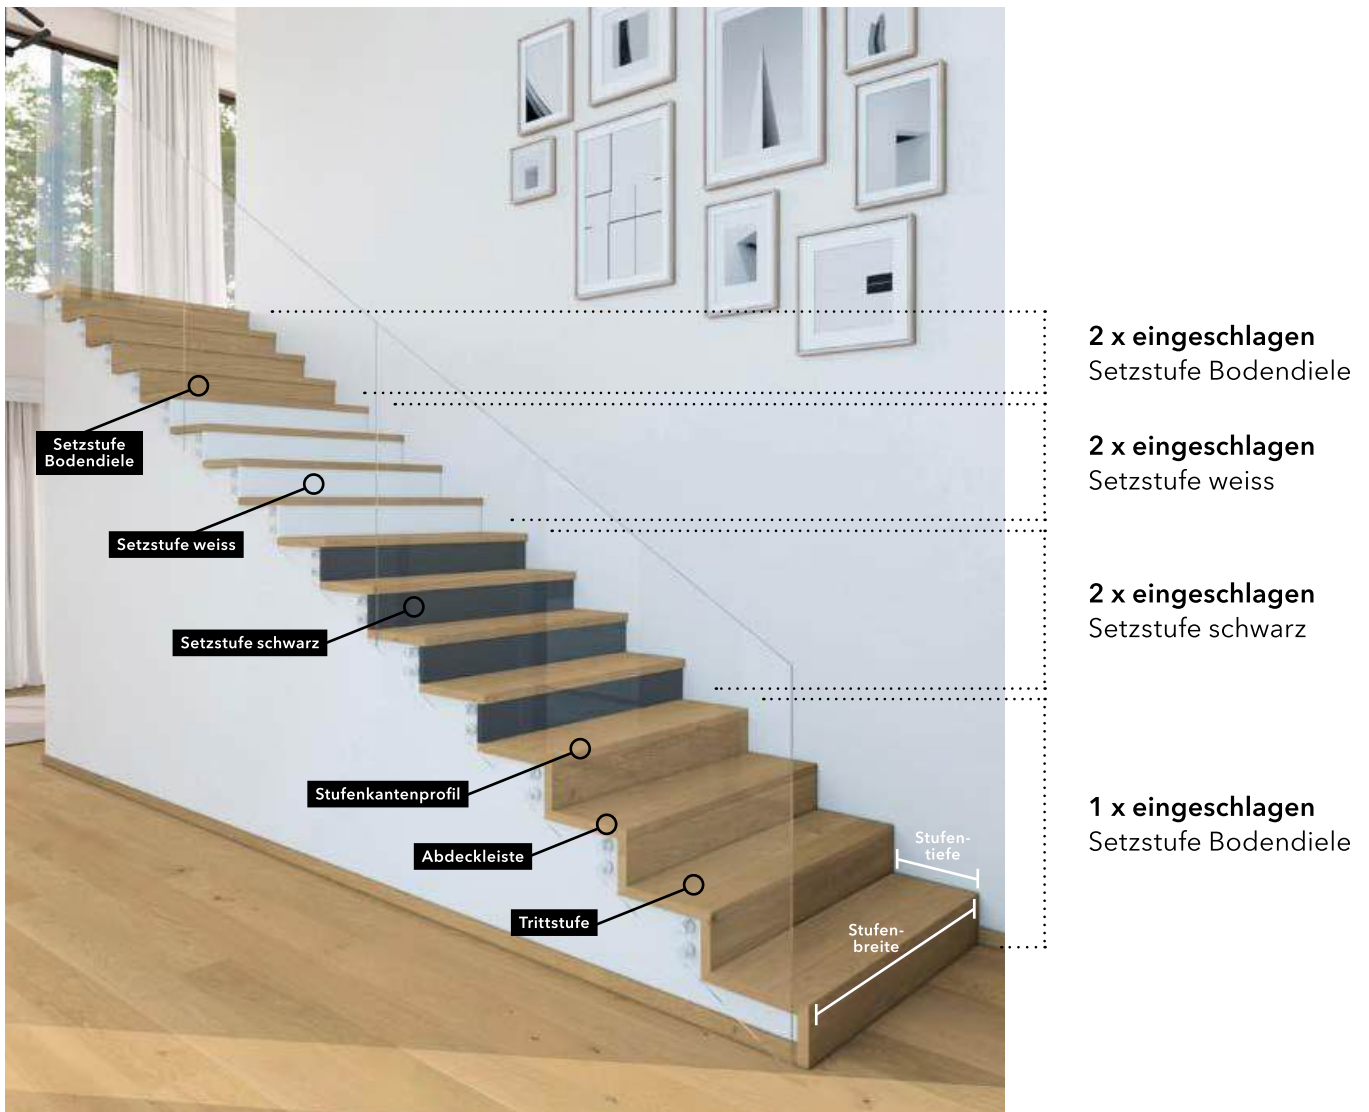 2 x eingeschlagen
Setzstufe Bodendiele
Setzstufe
Bodendiele
2 x eingeschlagen
Setzstufe weiss
Setzstufe weiss
2 x eingeschlagen
Setzstufe schwarz
Setzstufe schwarz
Stufenkantenprofil
1 x eingeschlagen
Setzstufe Bodendiele
Abdeckleiste
Stufen-
tiefe
Trittstufe
Stufen-
breite